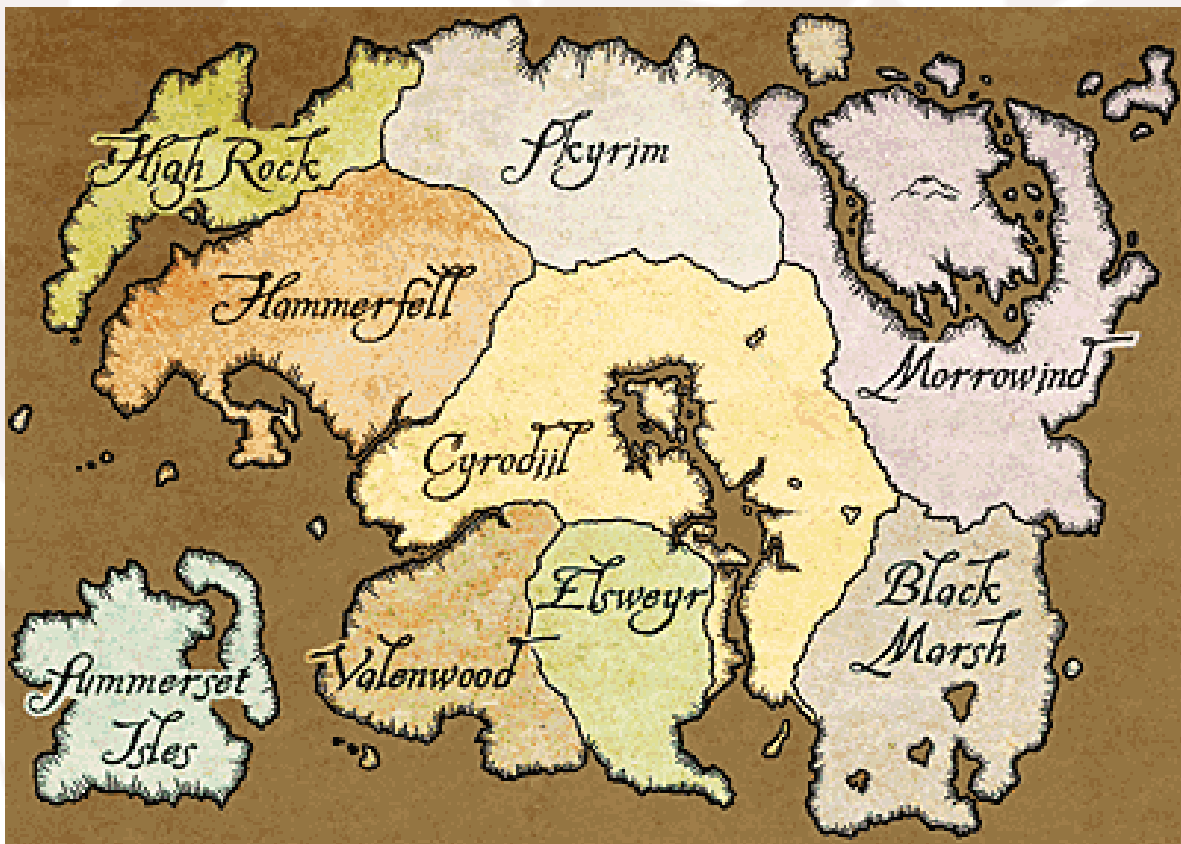 High Rock
Skyrim
Hammerfell
Morrowind
Cyrodiil
Elsweyr
Black
Marsh
Valenwood
Summerset
Isles